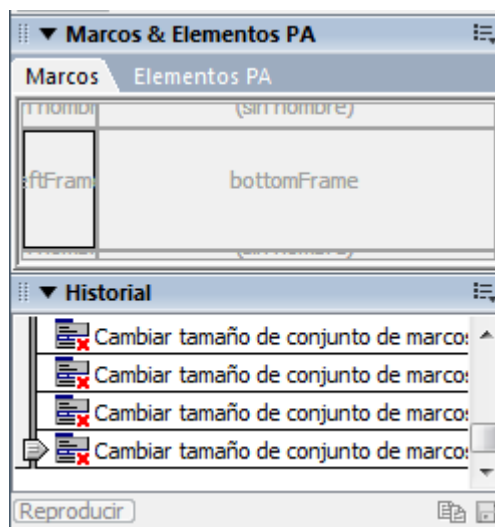 Marcos & Elementos PA
Marcos Elementos PA
(sin nombre)
bottomFrame
Historial
Cambiar tamaño de conjunto de marcos
Cambiar tamaño de conjunto de marcos
Cambiar tamaño de conjunto de marcos
Cambiar tamaño de conjunto de marcos
Reproducir